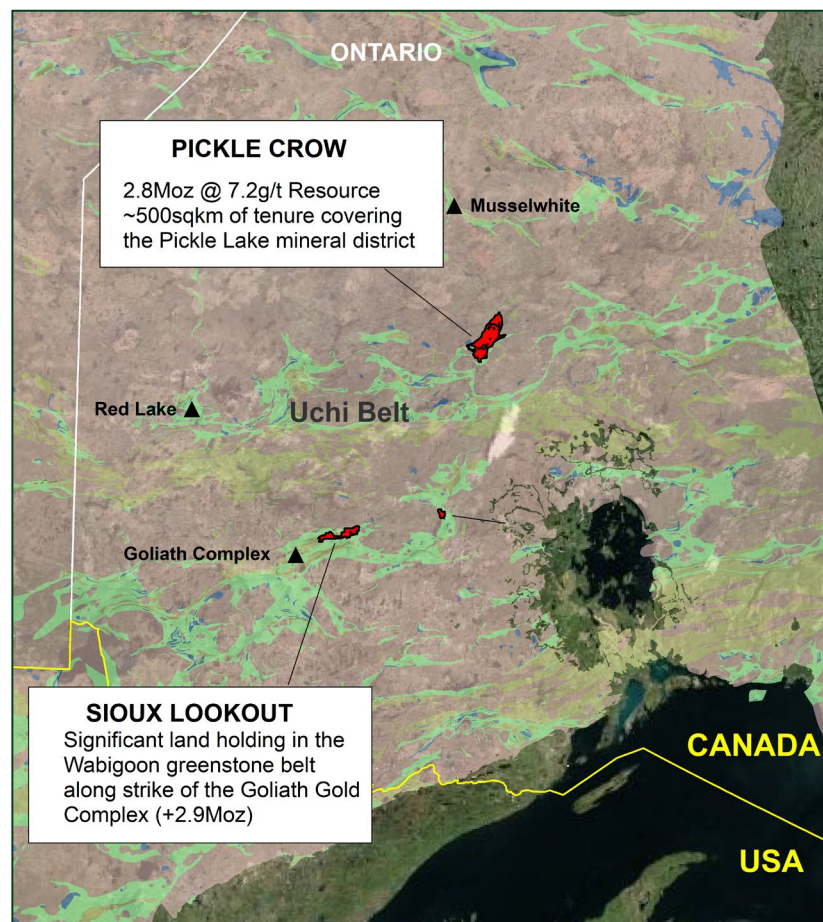 ONTARIO
PICKLE CROW
2.8Moz @ 7.2g/t Resource
~500sqkm of tenure covering
the Pickle Lake mineral district
Musselwhite
Red Lake
Uchi Belt
Goliath Complex
SIOUX LOOKOUT
Significant land holding in the
Wabigoon greenstone belt
along strike of the Goliath Gold
Complex (+2.9Moz)
CANADA
USA